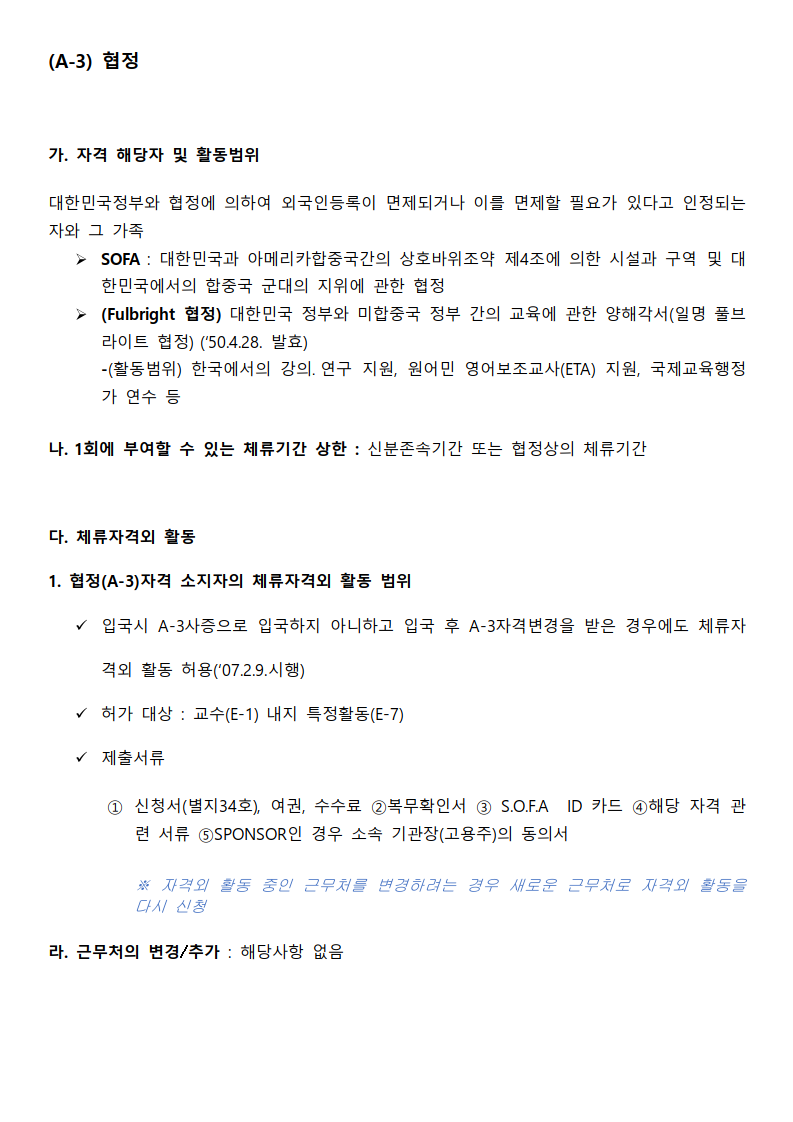 (A-3) 협정
가. 자격 해당자 및 활동범위
대한민국정부와 협정에 의하여 외국인등록이 면제되거나 이를 면제할 필요가 있다고 인정되는
자와 그 가족
➢ SOFA : 대한민국과 아메리카합중국간의 상호바위조약 제4조에 의한 시설과 구역 및 대
한민국에서의 합중국 군대의 지위에 관한 협정
➢ (Fulbright 협정) 대한민국 정부와 미합중국 정부 간의 교육에 관한 양해각서(일명 풀브
라이트 협정) (‘50.4.28. 발효)
-(활동범위) 한국에서의 강의. 연구 지원, 원어민 영어보조교사(ETA) 지원, 국제교육행정
가 연수 등
나. 1회에 부여할 수 있는 체류기간 상한 : 신분존속기간 또는 협정상의 체류기간
다. 체류자격외 활동
1. 협정(A-3)자격 소지자의 체류자격외 활동 범위
✓ 입국시 A-3사증으로 입국하지 아니하고 입국 후 A-3자격변경을 받은 경우에도 체류자
격외 활동 허용(‘07.2.9.시행)
✓ 허가 대상 : 교수(E-1) 내지 특정활동(E-7)
✓ 제출서류
① 신청서(별지34호), 여권, 수수료 ②복무확인서 ③ S.O.F.A ID 카드 ④해당 자격 관
련 서류 ⑤SPONSOR인 경우 소속 기관장(고용주)의 동의서
※ 자격외 활동 중인 근무처를 변경하려는 경우 새로운 근무처로 자격외 활동을
다시 신청
라. 근무처의 변경/추가 : 해당사항 없음